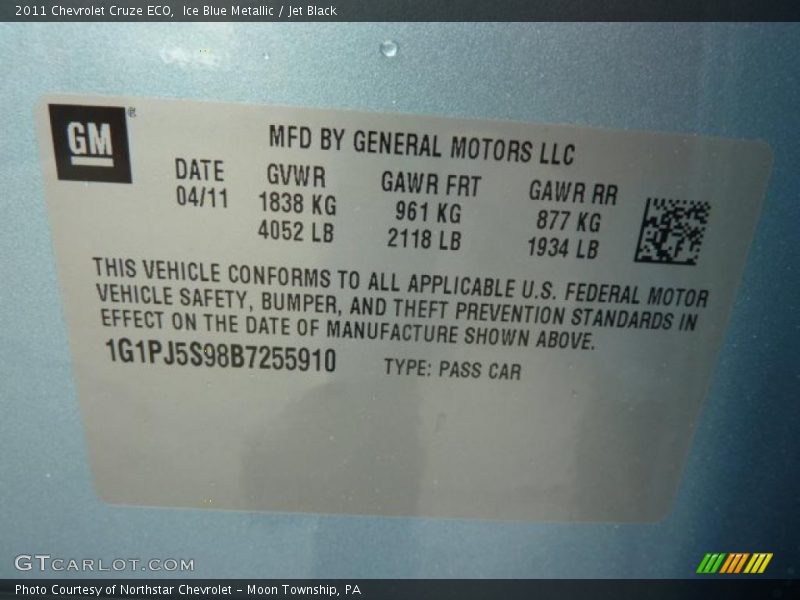 2011 Chevrolet Cruze ECO, Ice Blue Metallic / Jet Black
GM ®
MFD BY GENERAL MOTORS LLC
DATE GVWR GAWR FRT GAWR RR
04/11 1838 KG 961 KG 877 KG
4052 LB 2118 LB 1934 LB
THIS VEHICLE CONFORMS TO ALL APPLICABLE U.S. FEDERAL MOTOR
VEHICLE SAFETY, BUMPER, AND THEFT PREVENTION STANDARDS IN
EFFECT ON THE DATE OF MANUFACTURE SHOWN ABOVE.
1G1PJ5S98B7255910 TYPE: PASS CAR
GTCARLOT.COM
Photo Courtesy of Northstar Chevrolet - Moon Township, PA